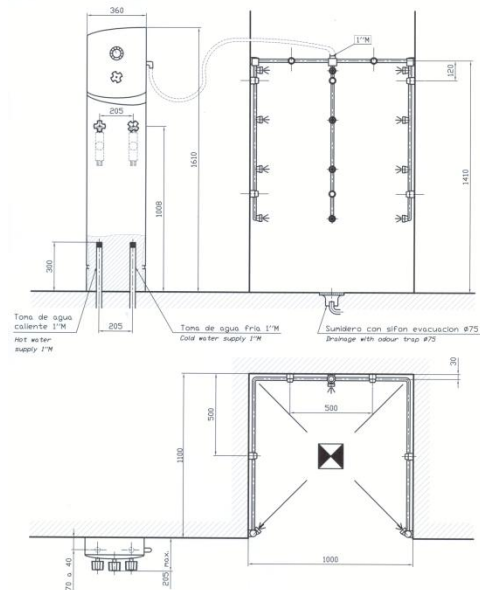 360
1"M
205
120
1610
1410
1008
300
Toma de agua
caliente 1"M
Hot water
supply 1"M
205
Toma de agua fria 1"M
Cold water supply 1"M
Sumidero con sifon evacuacion ø75
Drainage with odour trap ø75
30
500
500
1100
1000
70 a 40
205 max.